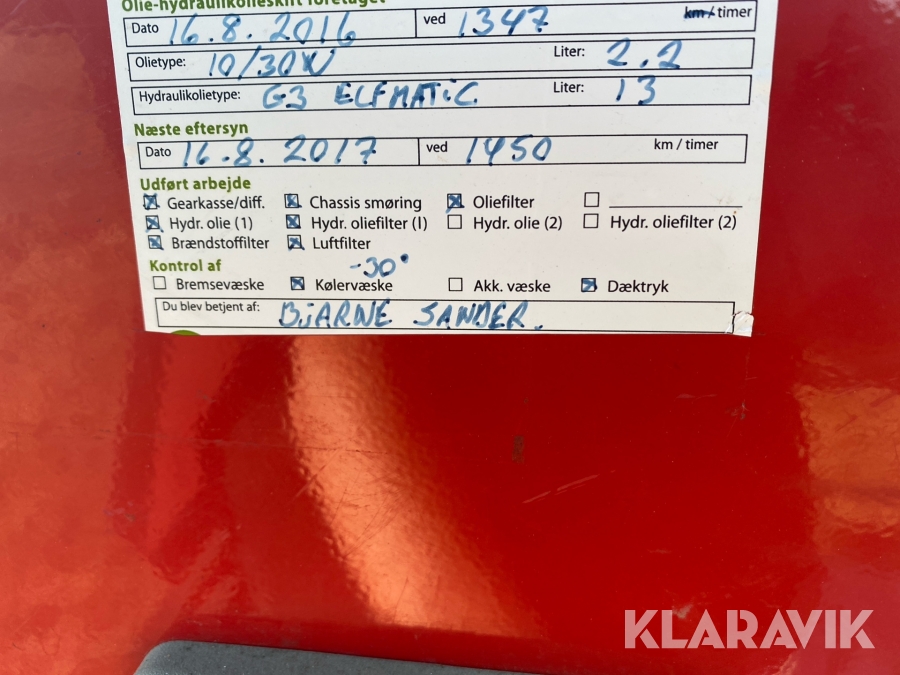 Olie-hydraulikolieskift foretaget
Dato 16.8.2016 ved 1347 km/timer
Olietype: 10/30W Liter: 2,2
Hydraulikolietype: G3 ELFMATIC Liter: 13
Næste eftersyn
Dato 16.8.2017 ved 1450 km / timer
Udført arbejde
Gearkasse/diff. Chassis smøring Oliefilter
Hydr. olie (1) Hydr. oliefilter (I) Hydr. olie (2) Hydr. oliefilter (2)
Brændstoffilter Luftfilter
Kontrol af -30°
Bremsevæske Kølervæske Akk. væske Dæktryk
Du blev betjent af: BJARNE SANDER.
KLARAVIK